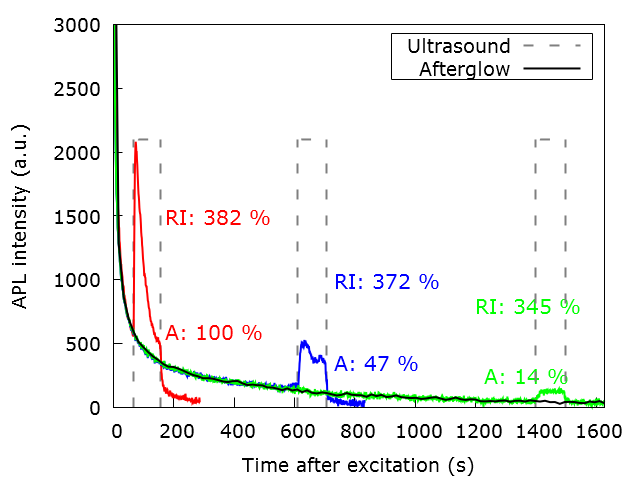 3000
2500
2000
1500
1000
500
0
APL intensity (a.u.)
Ultrasound
Afterglow
RI: 382 %
RI: 372 %
RI: 345 %
A: 100 %
A: 47 %
A: 14 %
0 200 400 600 800 1000 1200 1400 1600
Time after excitation (s)